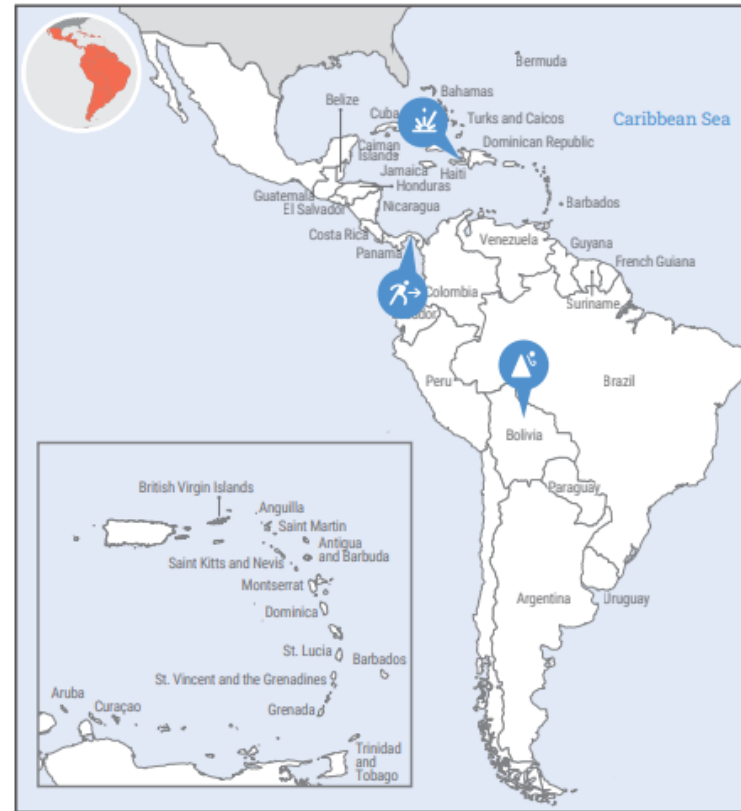 Bermuda
Bahamas
Belize
Cuba
Turks and Caicos
Caribbean Sea
Caiman
Islands
Dominican Republic
Jamaica
Haiti
Honduras
Guatemala
El Salvador
Nicaragua
Barbados
Costa Rica
Panama
Venezuela
Guyana
French Guiana
Colombia
Suriname
Peru
Brazil
Bolivia
Paraguay
Argentina
Uruguay
British Virgin Islands
Anguilla
Saint Martin
Antigua
and Barbuda
Saint Kitts and Nevis
Montserrat
Dominica
St. Lucia
Barbados
St. Vincent and the Grenadines
Aruba
Curaçao
Grenada
Trinidad
and
Tobago